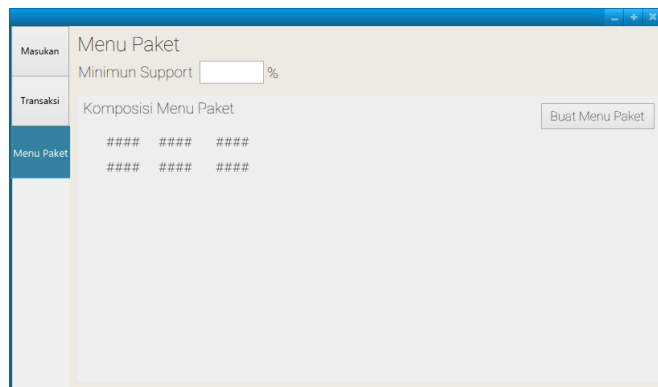 Masukan
Transaksi
Menu Paket
Menu Paket
Minimun Support %
Komposisi Menu Paket
Buat Menu Paket
#### #### ####
#### #### ####